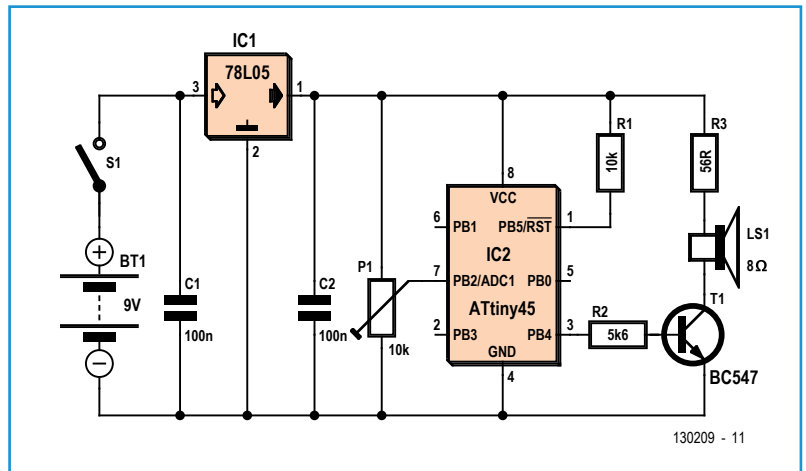 IC1
78L05
3
1
2
S1
BT1
9V
C1
100n
C2
100n
P1
10k
R1
10k
R3
56R
8
VCC
6
PB1
PB5/RST
1
IC2
7
PB2/ADC1
PB0
5
ATtiny45
2
PB3
PB4
3
GND
4
R2
5k6
LS1
8Ω
T1
BC547
130209 - 11